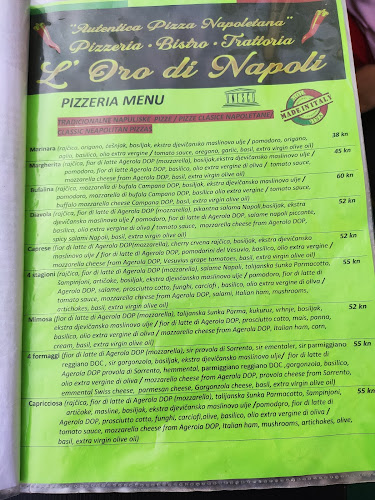 "Autentica Pizza Napoletana"
Pizzeria • Bistro • Trattoria
L' Oro di Napoli
PIZZERIA MENU
MADE IN ITALY
TRADICIONALNE NAPULJSKE PIZZE / PIZZE CLASICE NAPOLETANE/
CLASSIC NEAPOLITAN PIZZAS
Marinara (rajčica, origano, češnjak, bosiljak, ekstra djevičansko maslinovo ulje / pomodoro, origano, 38 kn
aglio, basilico, olio extra vergine / tomato sauce, oregano, garlic, basil, extra virgin olive oil)
Margherita (rajčica, fior di latte Agerola DOP (mozzarella), bosiljak, ekstra djevičansko maslinovo ulje / 45 kn
pomodoro, fior di latte Agerola DOP, basilico, olio extra vergine di oliva / tomato sauce,
mozzarella cheese from Agerola DOP, basil, extra virgin olive oil)
Bufalina (rajčica, mozzarella di bufala Campana DOP, bosiljak, ekstra djevičansko maslinovo ulje / 60 kn
pomodoro, mozzarella di bufala Campana DOP, basilico olio extra vergine / tomato sauce,
buffalo mozzarella cheese Campana DOP, basil, extra virgin olive oil)
Diavola (rajčica, fior di latte di Agerola DOP (mozzarella), pikantna salama Napoli, bosiljak, ekstra 52 kn
djevičansko maslinovo ulje / pomodoro, fior di latte Agerola DOP, salame napoli piccante,
basilico, olio extra vergine di oliva / tomato sauce, mozzarella cheese from Agerola DOP,
spicy salami Napoli, basil, extra virgin olive oil)
Caprese (fior di latte di Agerola DOP(mozzarella), cherry crvena rajčica, bosiljak, ekstra djevičansko 52 kn
maslinovo ulje / fior di latte Agerola DOP, pomodorini del Vesuveo, basilico, olio extra vergine /
mozzarella cheese from Agerola DOP, Vesuvius grape tomatoes, basil, extra virgin olive oil)
4 stagioni (rajčica, fior di latte di Agerola DOP (mozzarella), salame Napoli, talijanska šunka Parmacotto, 55 kn
šampinjoni, artičoke, bosiljak, ekstra djevičansko maslinovo ulje / pomodoro, fior di latte di
Agerola DOP, salame, prosciutto cotto, funghi, carciofi, basilico, olio extra vergine di oliva /
tomato sauce, mozzarella cheese from Agerola DOP, salami, Italian ham, mushrooms,
artichokes, basil, extra virgin olive oil)
Mimosa (fior di latte di Agerola DOP (mozzarella), talijanska šunka Pyzma, kukuruz, vrhnje, bosiljak, 52 kn
ekstra djevičansko maslinovo ulje / fior di latte Agerola DOP, prosciutto cotto, mais, panna,
basilico, olio extra vergine di oliva / mozzarella cheese from Agerola DOP, Italian ham, corn,
cream, basil, extra virgin olive oil)
4 formaggi (fior di latte di Agerola DOP (mozzarella), sir provola di Sorrento, sir ementaler, sir parmiggiano 55 kn
reggiano DOC, sir gorgonzola, bosiljak, ekstra djevičansko maslinovo ulje / fior di latte di
Agerola DOP provola di Sorrento, hemmental, parmiggiano reggiano DOC, gorgonzola, basilico,
olio extra vergine di oliva / mozzarella cheese from Agerola DOP, provola cheese from Sorrento,
emmental Swiss cheese, parmesan cheese, Gorgonzola cheese, basil, extra virgin olive oil)
Capricciosa (rajčica, fior di latte di Agerola DOP (mozzarella), talijanska šunka Parmacotto, šampinjoni, 55 kn
artičoke, masline, bosiljak, ekstra djevičansko maslinovo ulje / pomodoro, fior di latte di
Agerola DOP, prosciutto cotto, funghi, carciofi, olive, basilico, olio extra vergine di oliva /
tomato sauce, mozzarella cheese from Agerola DOP, Italian ham, mushrooms, artichokes, olive,
basil, extra virgin olive oil)